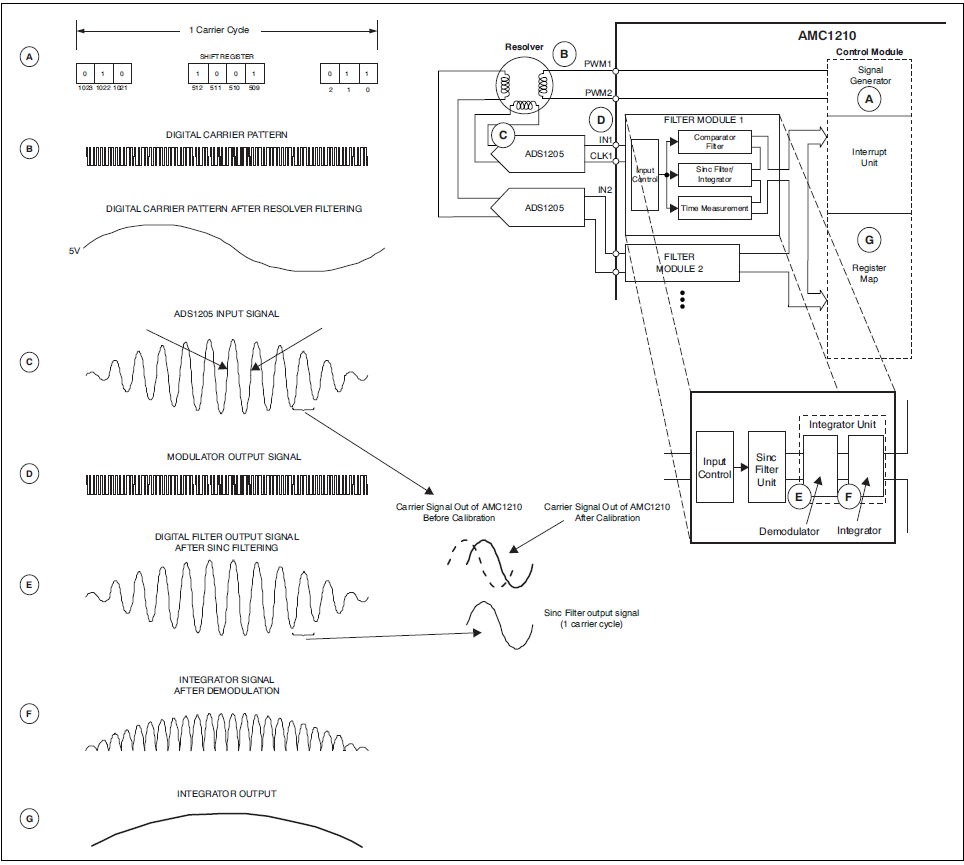 1 Carrier Cycle
A
SHIFT REGISTER
0 1 0
1023 1022 1021
1 0 0 1
512 511 510 509
0 1 1
2 1 0
B
DIGITAL CARRIER PATTERN
DIGITAL CARRIER PATTERN AFTER RESOLVER FILTERING
5V
ADS1205 INPUT SIGNAL
C
MODULATOR OUTPUT SIGNAL
D
Carrier Signal Out of AMC1210
Before Calibration
Carrier Signal Out of AMC1210
After Calibration
DIGITAL FILTER OUTPUT SIGNAL
AFTER SINC FILTERING
E
Sinc Filter output signal
(1 carrier cycle)
INTEGRATOR SIGNAL
AFTER DEMODULATION
F
INTEGRATOR OUTPUT
G
AMC1210
Resolver
B
PWM1
PWM2
Control Module
Signal
Generator
A
Interrupt
Unit
G
Register
Map
C
D
ADS1205
ADS1205
IN1
CLK1
IN2
FILTER MODULE 1
Input
Control
Comparator
Filter
Sinc Filter/
Integrator
Time Measurement
FILTER
MODULE 2
Integrator Unit
Input
Control
Sinc
Filter
Unit
E
F
Demodulator
Integrator